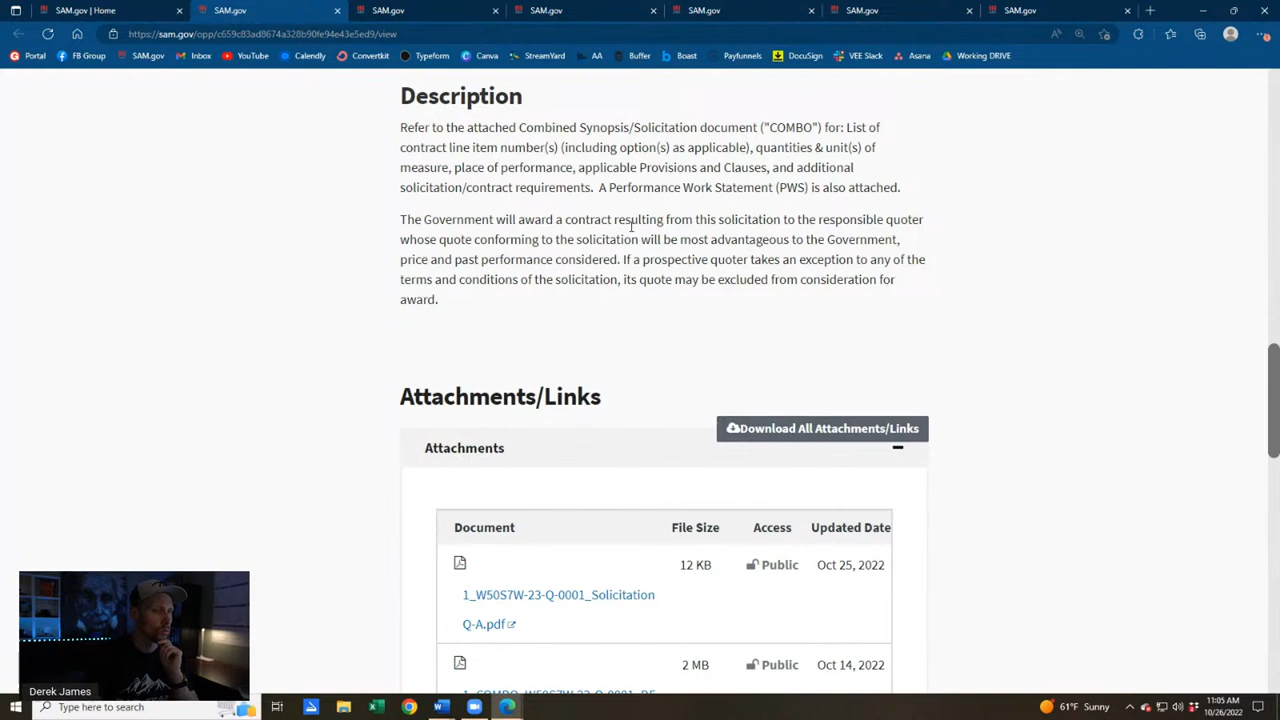 SAM.gov | Home
SAM.gov
SAM.gov
SAM.gov
SAM.gov
SAM.gov
SAM.gov
https://sam.gov/opp/c659c83ad8674a328b90fe94e43e5ed9/view
Portal FB Group SAM.gov Inbox YouTube Calendly Convertkit Typeform Canva StreamYard AA Buffer Boast Payfunnels DocuSign VEE Slack Asana Working DRIVE
Description
Refer to the attached Combined Synopsis/Solicitation document ("COMBO") for: List of
contract line item number(s) (including option(s) as applicable), quantities & unit(s) of
measure, place of performance, applicable Provisions and Clauses, and additional
solicitation/contract requirements. A Performance Work Statement (PWS) is also attached.
The Government will award a contract resulting from this solicitation to the responsible quoter
whose quote conforming to the solicitation will be most advantageous to the Government,
price and past performance considered. If a prospective quoter takes an exception to any of the
terms and conditions of the solicitation, its quote may be excluded from consideration for
award.
Attachments/Links
Download All Attachments/Links
Attachments
Document File Size Access Updated Date
12 KB Public Oct 25, 2022
1_W50S7W-23-Q-0001_Solicitation
Q-A.pdf
2 MB Public Oct 14, 2022
Derek James
Type here to search
61°F Sunny
11:05 AM
10/26/2022